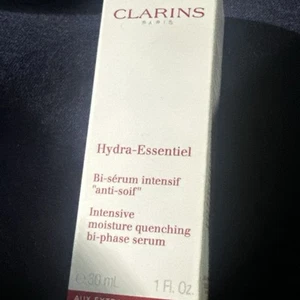 CLARINS
PARIS
Hydra-Essentiel
Bi-sérum intensif
"anti-soif"
Intensive
moisture quenching
bi-phase serum
℮30 mL 1 Fl. Oz.